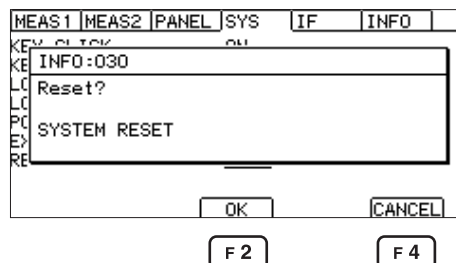 MEAS1 MEAS2 PANEL SYS IF INFO
INFO:030
Reset?
SYSTEM RESET
OK CANCEL
F2 F4